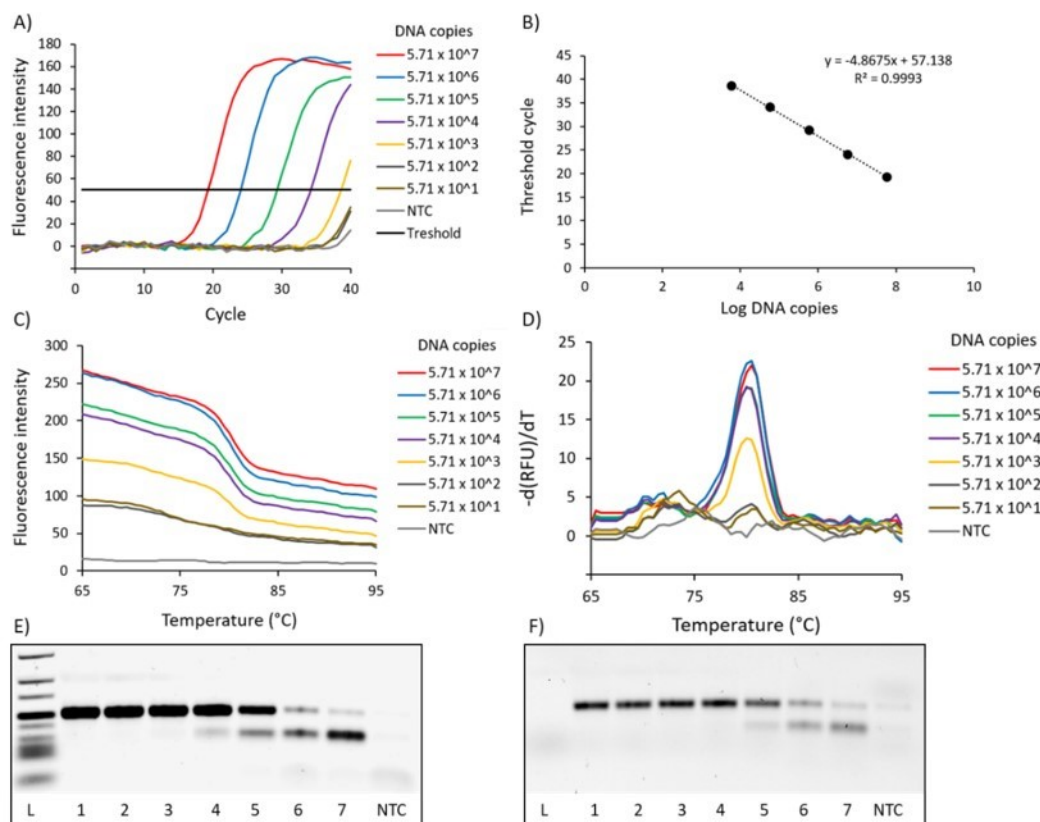 A)
DNA copies
180
160
140
120
100
80
60
40
20
0
Fluorescence intensity
0 10 20 30 40
Cycle
5.71 x 10^7
5.71 x 10^6
5.71 x 10^5
5.71 x 10^4
5.71 x 10^3
5.71 x 10^2
5.71 x 10^1
NTC
Treshold
B)
45
40
35
30
25
20
15
10
5
0
Threshold cycle
y = -4.8675x + 57.138
R² = 0.9993
0 2 4 6 8 10
Log DNA copies
C)
DNA copies
300
250
200
150
100
50
0
Fluorescence intensity
65 75 85 95
Temperature (°C)
5.71 x 10^7
5.71 x 10^6
5.71 x 10^5
5.71 x 10^4
5.71 x 10^3
5.71 x 10^2
5.71 x 10^1
NTC
D)
DNA copies
25
20
15
10
5
0
-d(RFU)/dT
65 75 85 95
Temperature (°C)
5.71 x 10^7
5.71 x 10^6
5.71 x 10^5
5.71 x 10^4
5.71 x 10^3
5.71 x 10^2
5.71 x 10^1
NTC
E)
L 1 2 3 4 5 6 7 NTC
F)
L 1 2 3 4 5 6 7 NTC